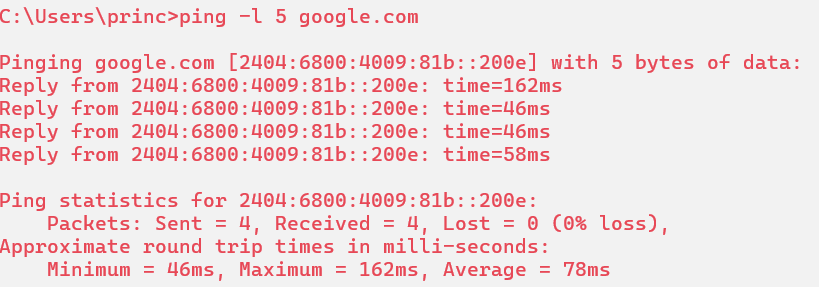 C:\Users\princ>ping -l 5 google.com
Pinging google.com [2404:6800:4009:81b::200e] with 5 bytes of data:
Reply from 2404:6800:4009:81b::200e: time=162ms
Reply from 2404:6800:4009:81b::200e: time=46ms
Reply from 2404:6800:4009:81b::200e: time=46ms
Reply from 2404:6800:4009:81b::200e: time=58ms
Ping statistics for 2404:6800:4009:81b::200e:
    Packets: Sent = 4, Received = 4, Lost = 0 (0% loss),
Approximate round trip times in milli-seconds:
    Minimum = 46ms, Maximum = 162ms, Average = 78ms